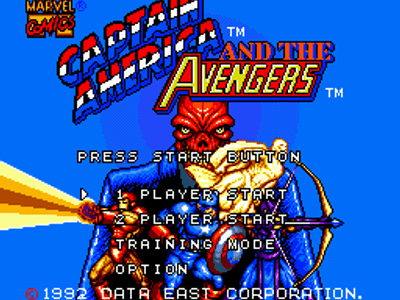 MARVEL ®
COMICS
CAPTAIN
AMERICA ™
AND THE
AVENGERS ™
PRESS START BUTTON
1 PLAYER START
2 PLAYER START
TRAINING MODE
OPTION
©1992 DATA EAST CORPORATION.